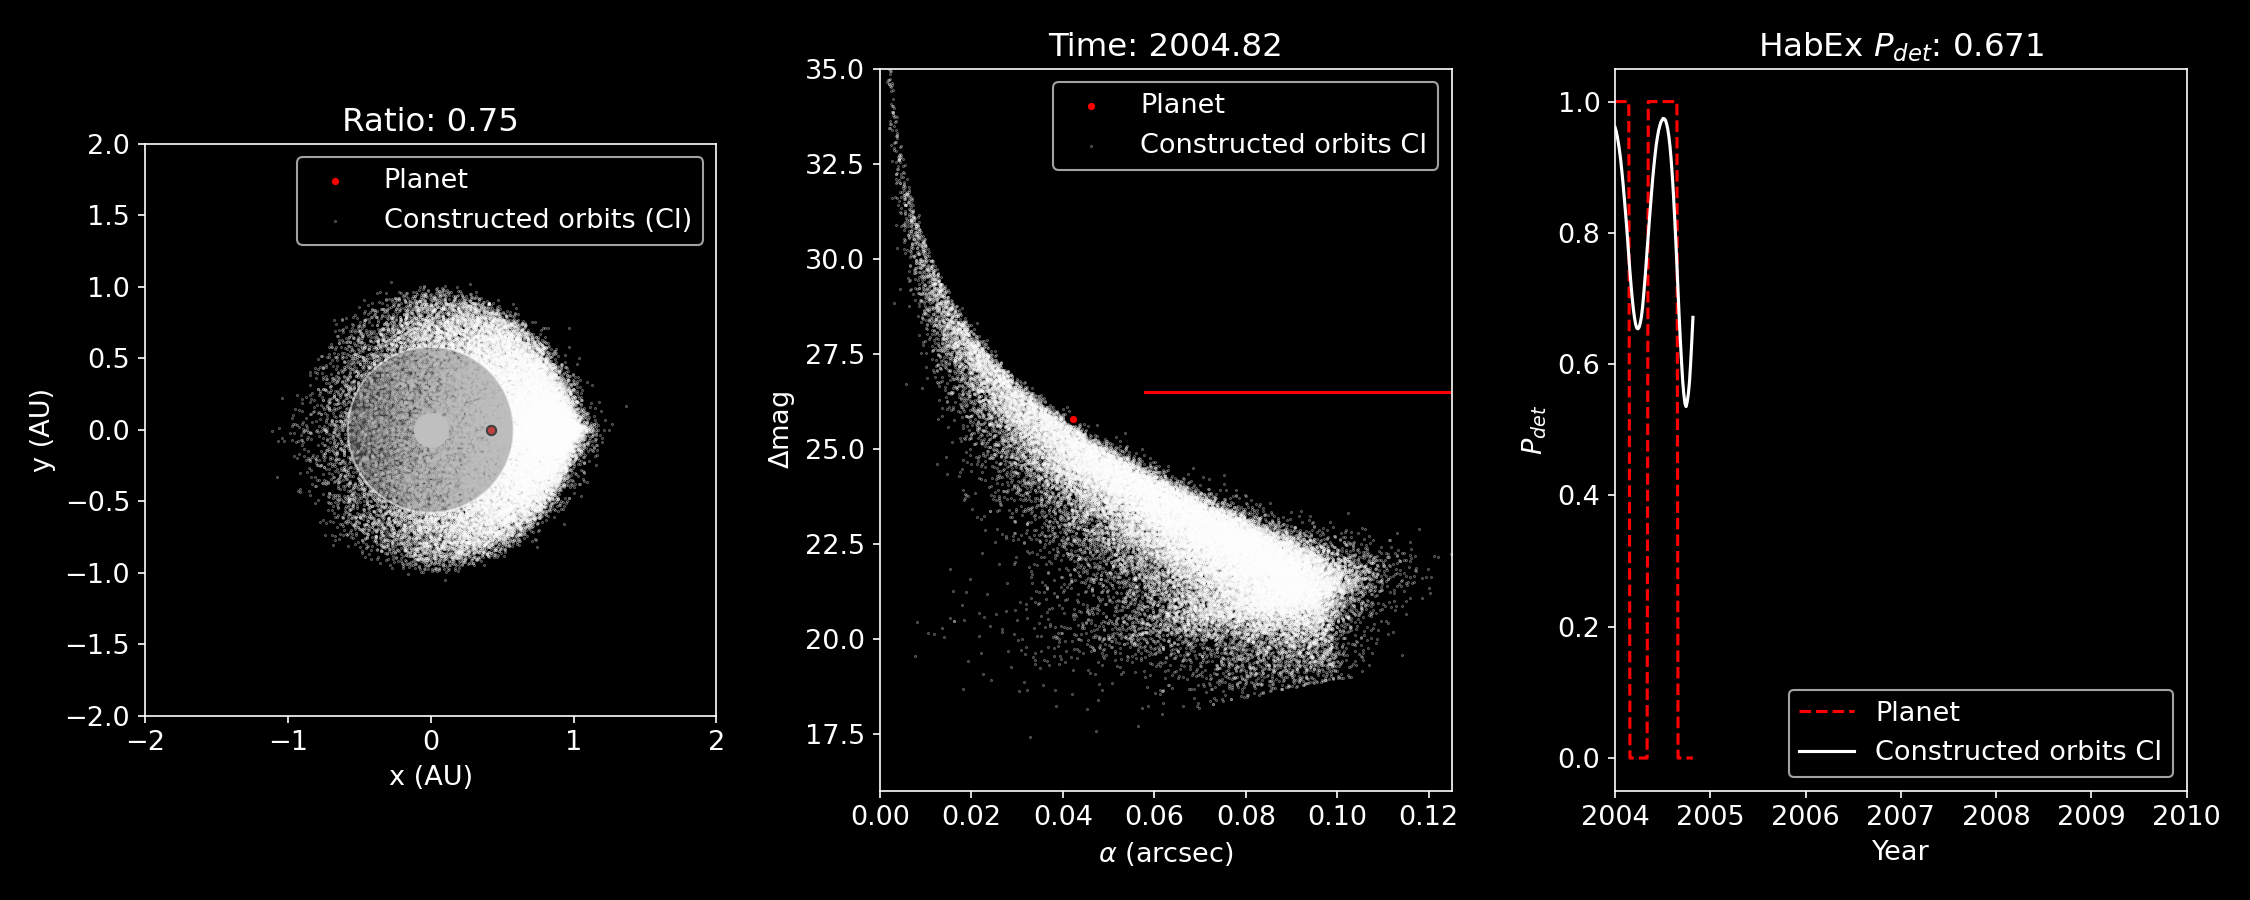 Ratio: 0.75
Planet
Constructed orbits (CI)
2.0
1.5
1.0
0.5
0.0
−0.5
−1.0
−1.5
−2.0
y (AU)
−2 −1 0 1 2
x (AU)
Time: 2004.82
Planet
Constructed orbits CI
35.0
32.5
30.0
27.5
25.0
22.5
20.0
17.5
Δmag
0.00 0.02 0.04 0.06 0.08 0.10 0.12
α (arcsec)
HabEx Pdet: 0.671
1.0
0.8
0.6
0.4
0.2
0.0
Pdet
Planet
Constructed orbits CI
2004 2005 2006 2007 2008 2009 2010
Year